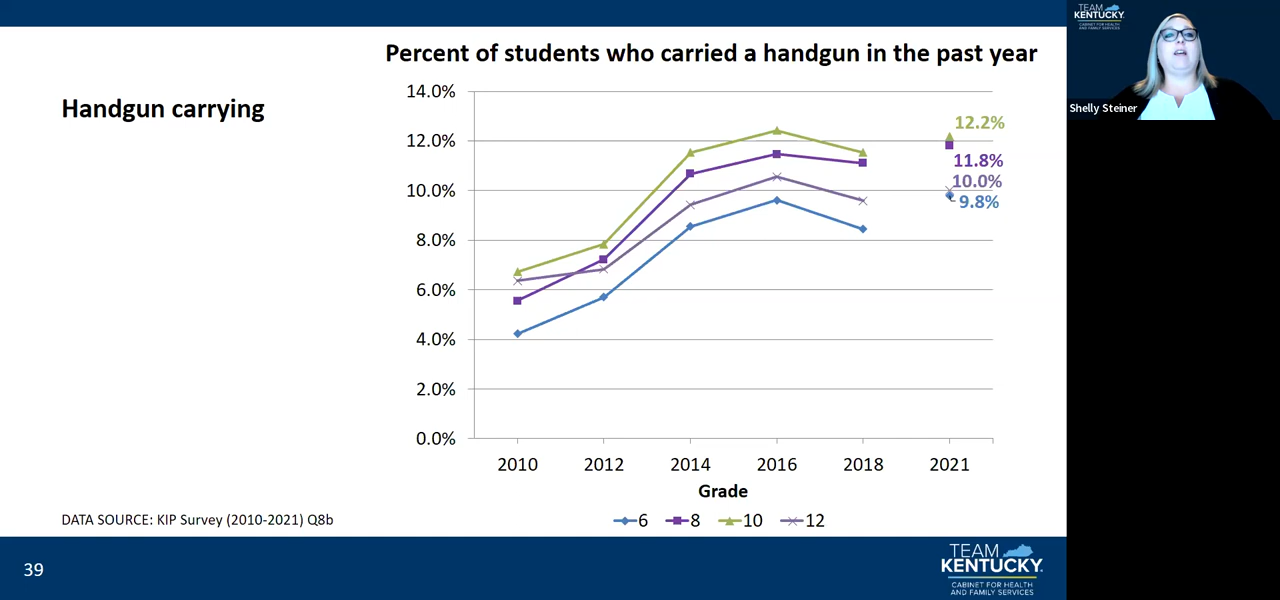 Percent of students who carried a handgun in the past year
Handgun carrying
14.0%
12.0%
10.0%
8.0%
6.0%
4.0%
2.0%
0.0%
12.2%
11.8%
10.0%
9.8%
2010 2012 2014 2016 2018 2021
Grade
6 8 10 12
DATA SOURCE: KIP Survey (2010-2021) Q8b
39
TEAM
KENTUCKY
CABINET FOR HEALTH
AND FAMILY SERVICES
TEAM
KENTUCKY
CABINET FOR HEALTH
AND FAMILY SERVICES
Shelly Steiner